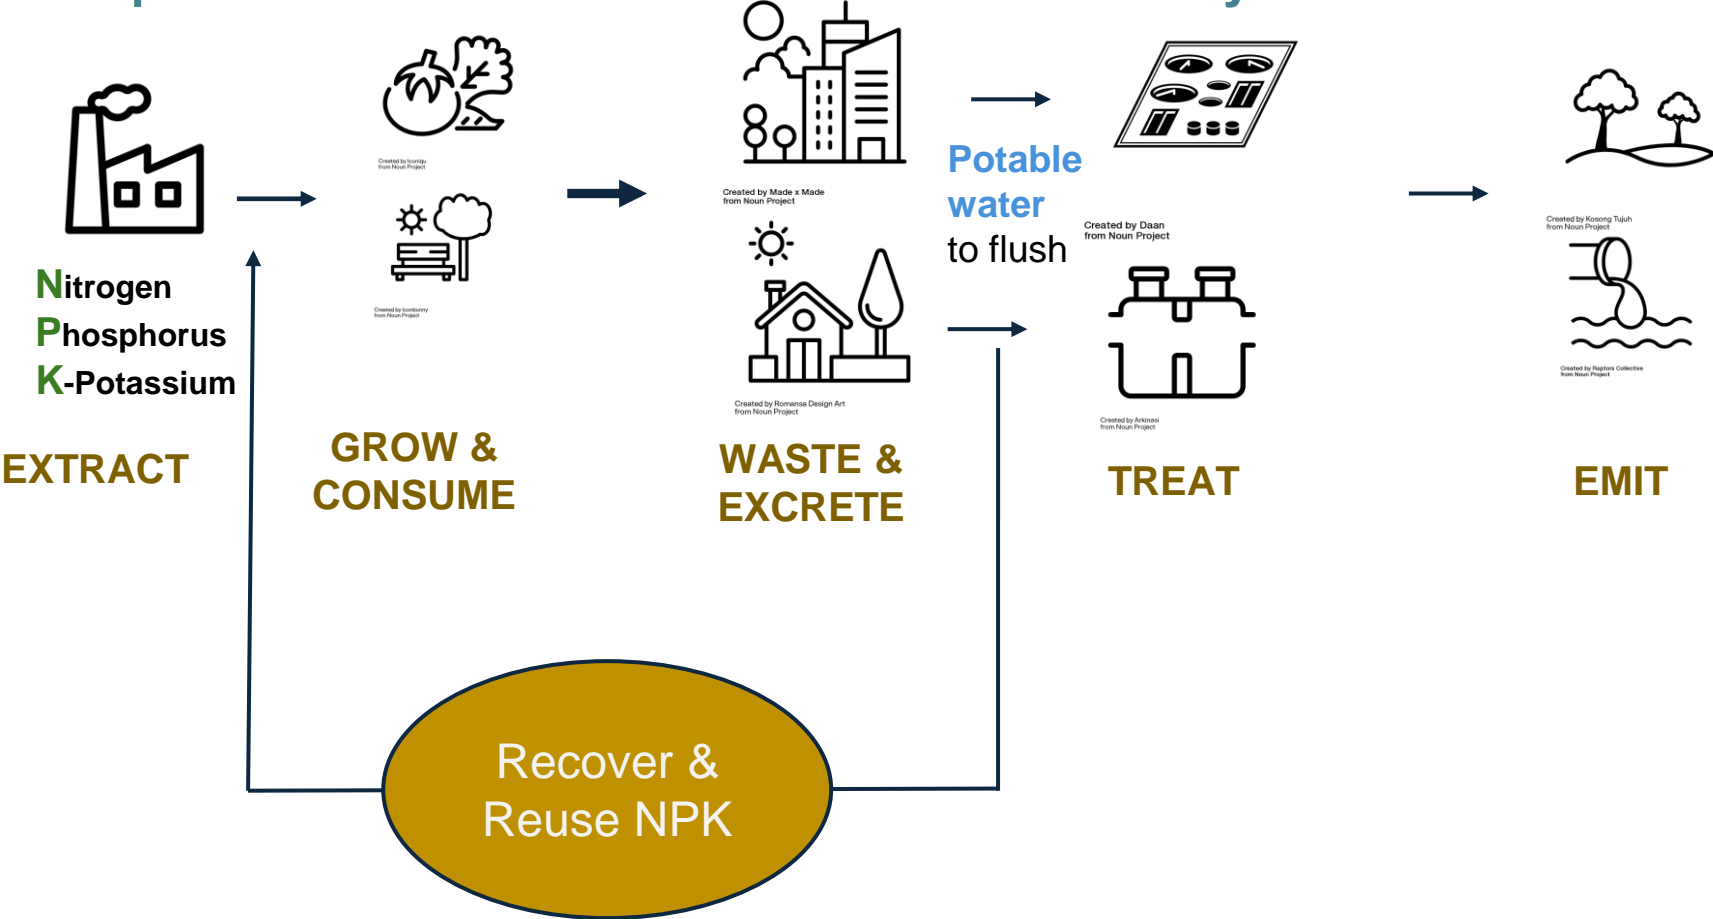 Created by Iconiqu
from Noun Project
Created by Iconbunny
from Noun Project
Nitrogen
Phosphorus
K-Potassium
EXTRACT
GROW &
CONSUME
Created by Made x Made
from Noun Project
Created by Romansa Design Art
from Noun Project
WASTE &
EXCRETE
Potable
water
to flush
Created by Daan
from Noun Project
Created by Arkinasi
from Noun Project
TREAT
Created by Kosong Tujuh
from Noun Project
Created by Raptors Collective
from Noun Project
EMIT
Recover &
Reuse NPK